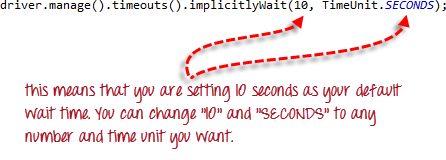 driver.manage().timeouts().implicitlyWait(10, TimeUnit.SECONDS);
this means that you are setting 10 seconds as your default
wait time. You can change "10" and "SECONDS" to any
number and time unit you want.